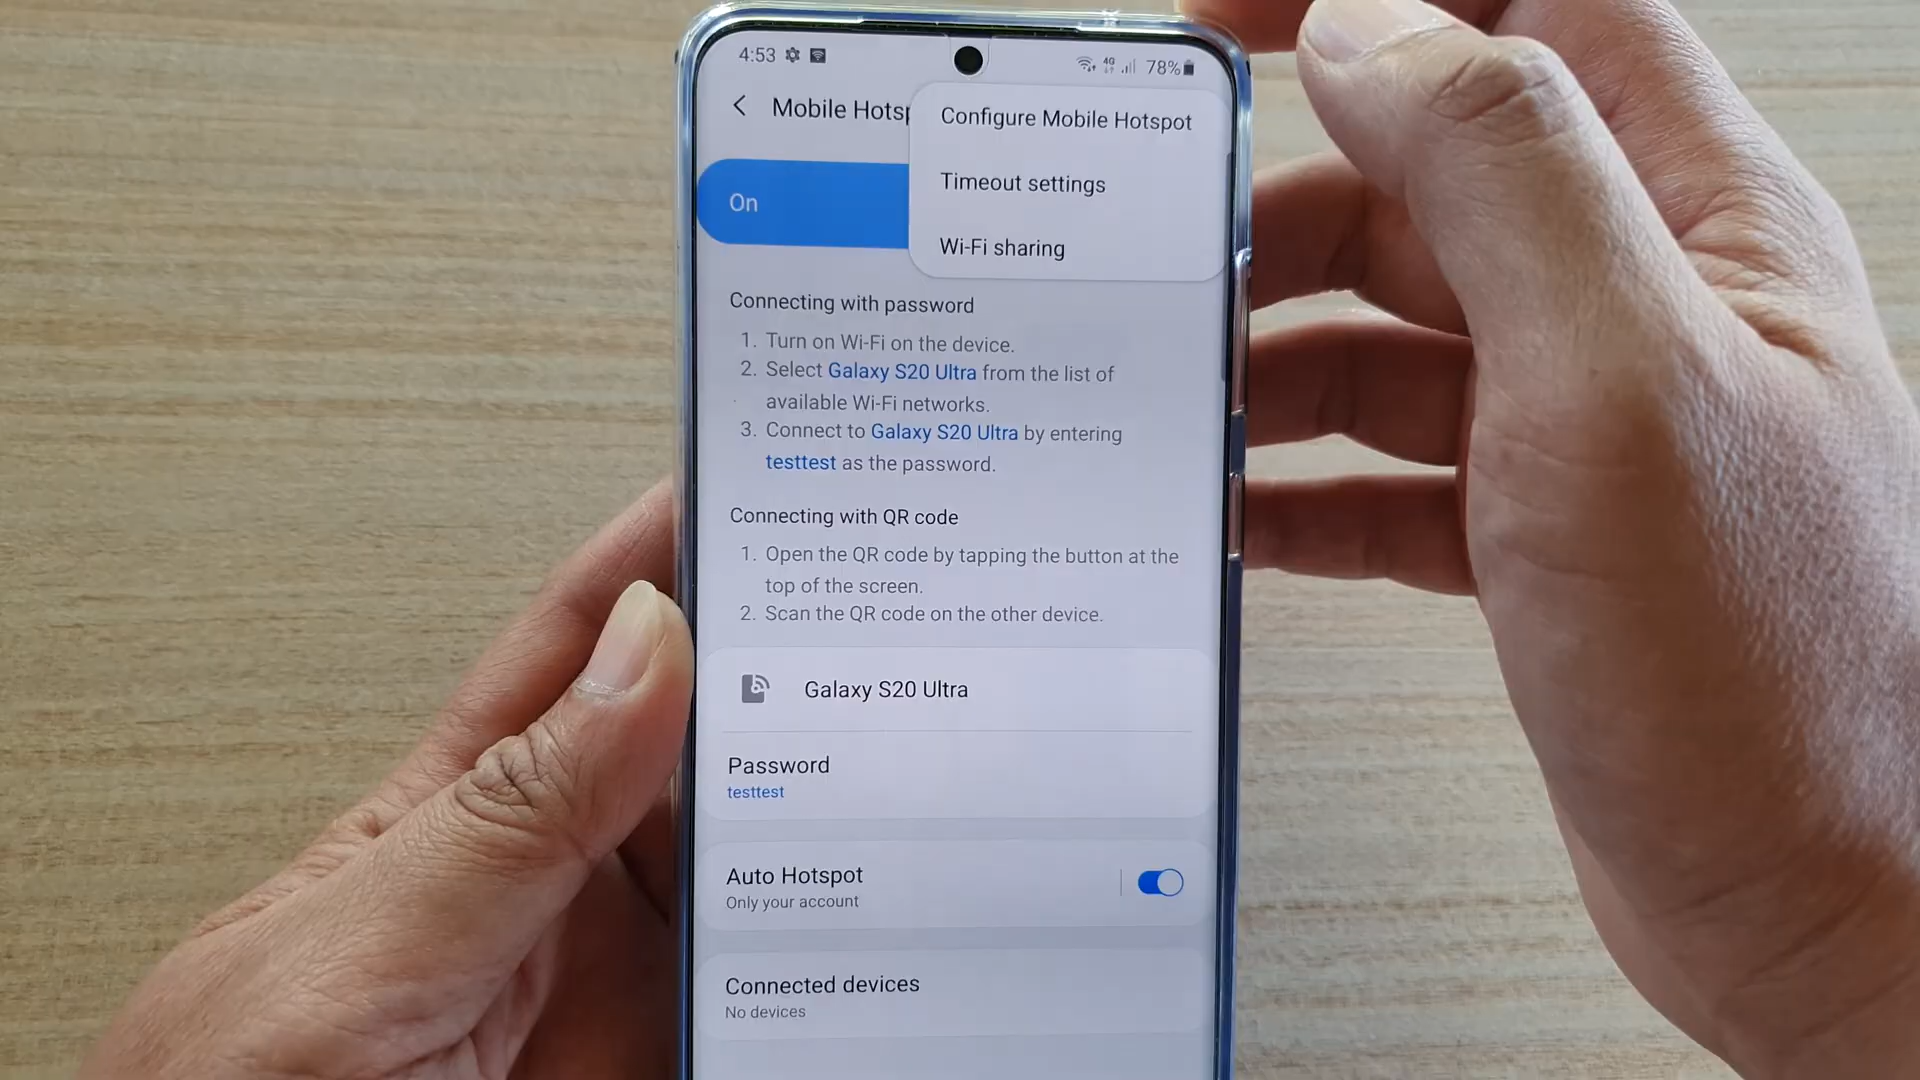 4:53
4G
78%
Mobile Hotsp
Configure Mobile Hotspot
Timeout settings
Wi-Fi sharing
On
Connecting with password
1. Turn on Wi-Fi on the device.
2. Select Galaxy S20 Ultra from the list of
available Wi-Fi networks.
3. Connect to Galaxy S20 Ultra by entering
testtest as the password.
Connecting with QR code
1. Open the QR code by tapping the button at the
top of the screen.
2. Scan the QR code on the other device.
Galaxy S20 Ultra
Password
testtest
Auto Hotspot
Only your account
Connected devices
No devices